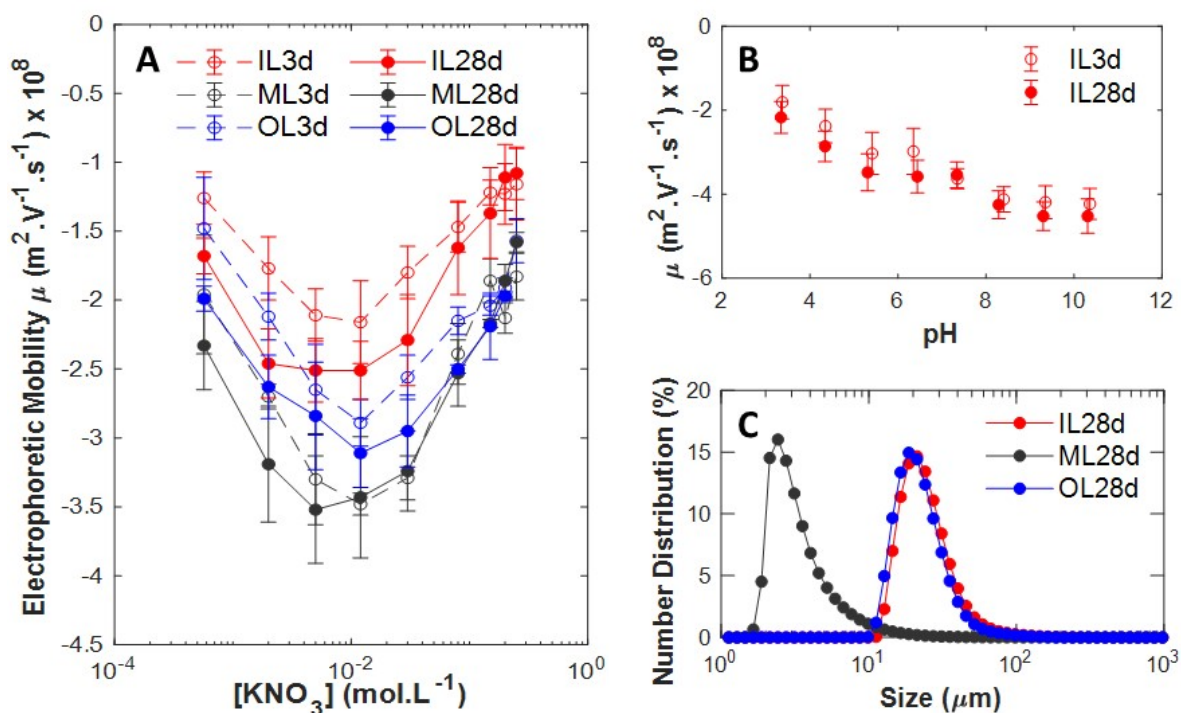 A
IL3d
IL28d
ML3d
ML28d
OL3d
OL28d
Electrophoretic Mobility μ (m².V⁻¹.s⁻¹) x 10⁸
0
-0.5
-1
-1.5
-2
-2.5
-3
-3.5
-4
-4.5
10⁻⁴
10⁻²
10⁰
[KNO₃] (mol.L⁻¹)
B
IL3d
IL28d
μ (m².V⁻¹.s⁻¹) x 10⁸
0
-2
-4
-6
2
4
6
8
10
12
pH
C
IL28d
ML28d
OL28d
Number Distribution (%)
20
15
10
5
0
10⁰
10¹
10²
10³
Size (μm)